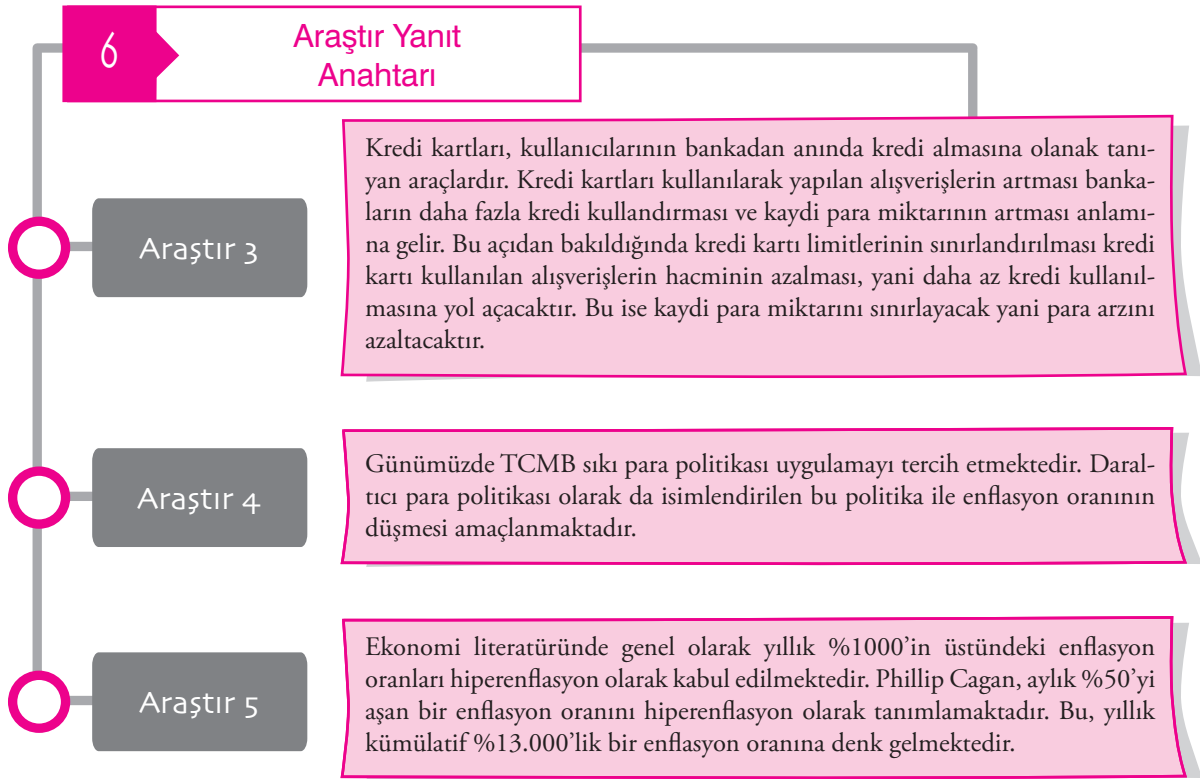 6
Araştır Yanıt
Anahtarı
Araştır 3
Kredi kartları, kullanıcılarının bankadan anında kredi almasına olanak tanı-
yan araçlardır. Kredi kartları kullanılarak yapılan alışverişlerin artması banka-
ların daha fazla kredi kullandırması ve kaydi para miktarının artması anlamı-
na gelir. Bu açıdan bakıldığında kredi kartı limitlerinin sınırlandırılması kredi
kartı kullanılan alışverişlerin hacminin azalması, yani daha az kredi kullanıl-
masına yol açacaktır. Bu ise kaydi para miktarını sınırlayacak yani para arzını
azaltacaktır.
Araştır 4
Günümüzde TCMB sıkı para politikası uygulamayı tercih etmektedir. Daral-
tıcı para politikası olarak da isimlendirilen bu politika ile enflasyon oranının
düşmesi amaçlanmaktadır.
Araştır 5
Ekonomi literatüründe genel olarak yıllık %1000’in üstündeki enflasyon
oranları hiperenflasyon olarak kabul edilmektedir. Phillip Cagan, aylık %50’yi
aşan bir enflasyon oranını hiperenflasyon olarak tanımlamaktadır. Bu, yıllık
kümülatif %13.000’lik bir enflasyon oranına denk gelmektedir.